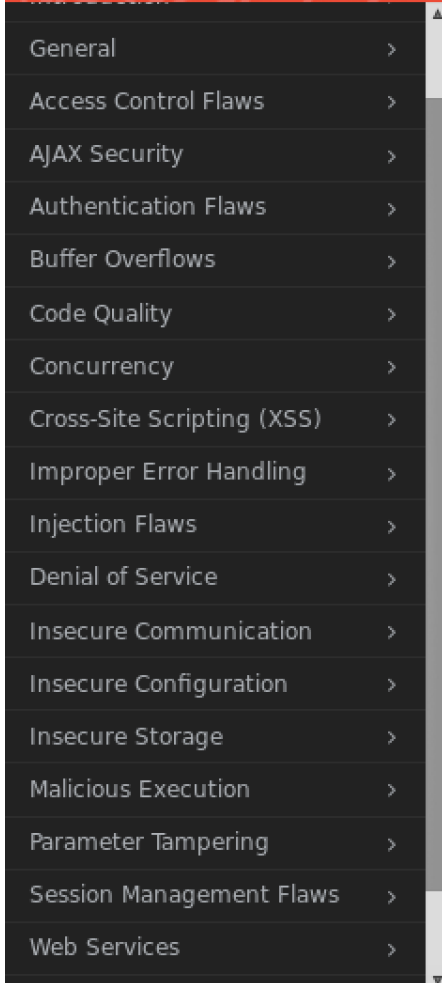 General
Access Control Flaws
AJAX Security
Authentication Flaws
Buffer Overflows
Code Quality
Concurrency
Cross-Site Scripting (XSS)
Improper Error Handling
Injection Flaws
Denial of Service
Insecure Communication
Insecure Configuration
Insecure Storage
Malicious Execution
Parameter Tampering
Session Management Flaws
Web Services